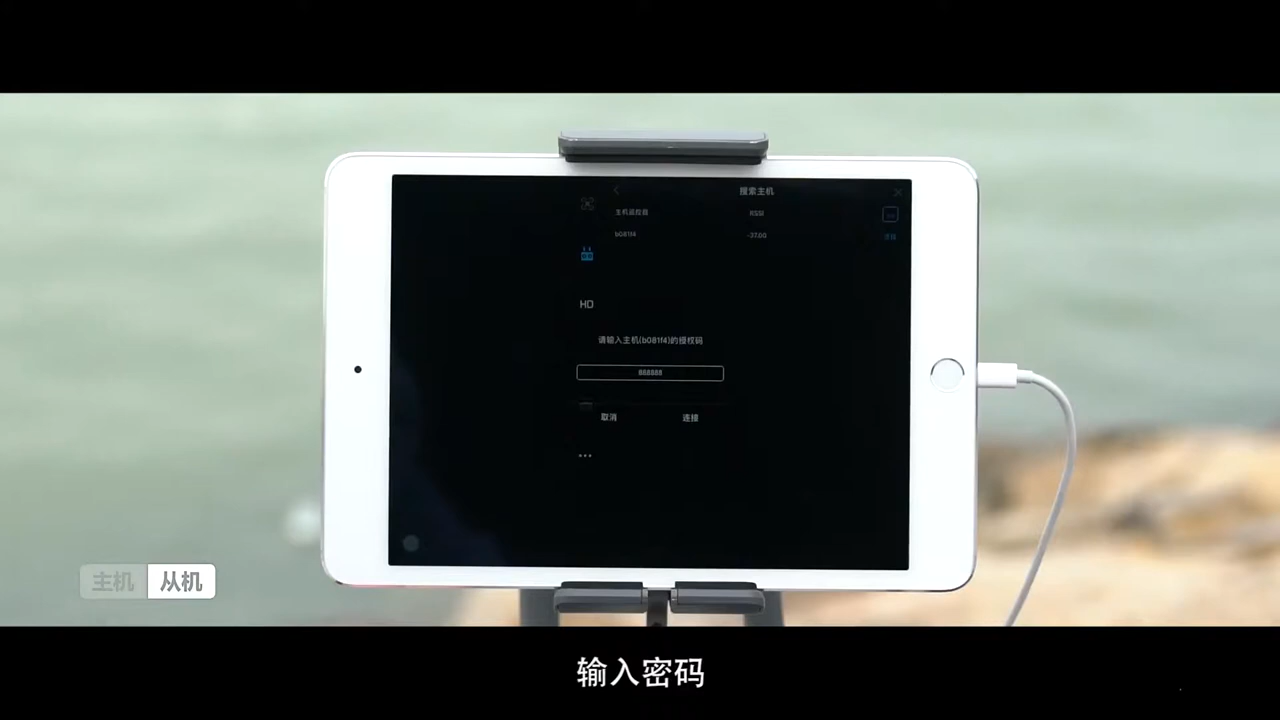 搜索主机
主机遥控器 RSSI
b081f4 -37.00 连接
HD
请输入主机(b081f4)的授权码
888888
取消 连接
主机 从机
输入密码